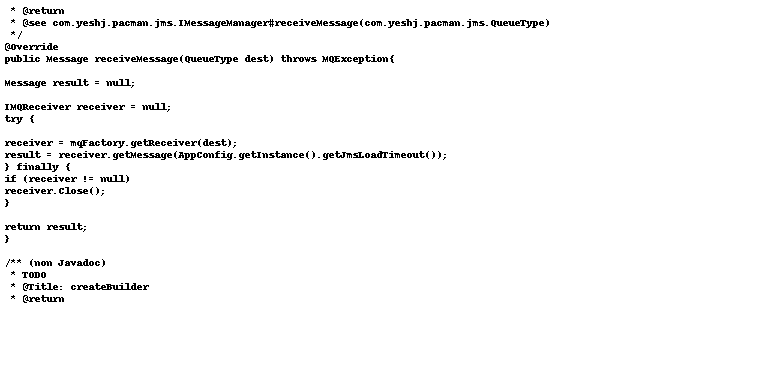 * @return
 * @see com.yeshj.pacman.jms.IMessageManager#receiveMessage(com.yeshj.pacman.jms.QueueType)
 */
@Override
public Message receiveMessage(QueueType dest) throws MQException{

Message result = null;

IMQReceiver receiver = null;
try {

receiver = mqFactory.getReceiver(dest);
result = receiver.getMessage(AppConfig.getInstance().getJmsLoadTimeout());
} finally {
if (receiver != null)
receiver.Close();
}

return result;
}

/** (non Javadoc)
 * TODO
 * @Title: createBuilder
 * @return